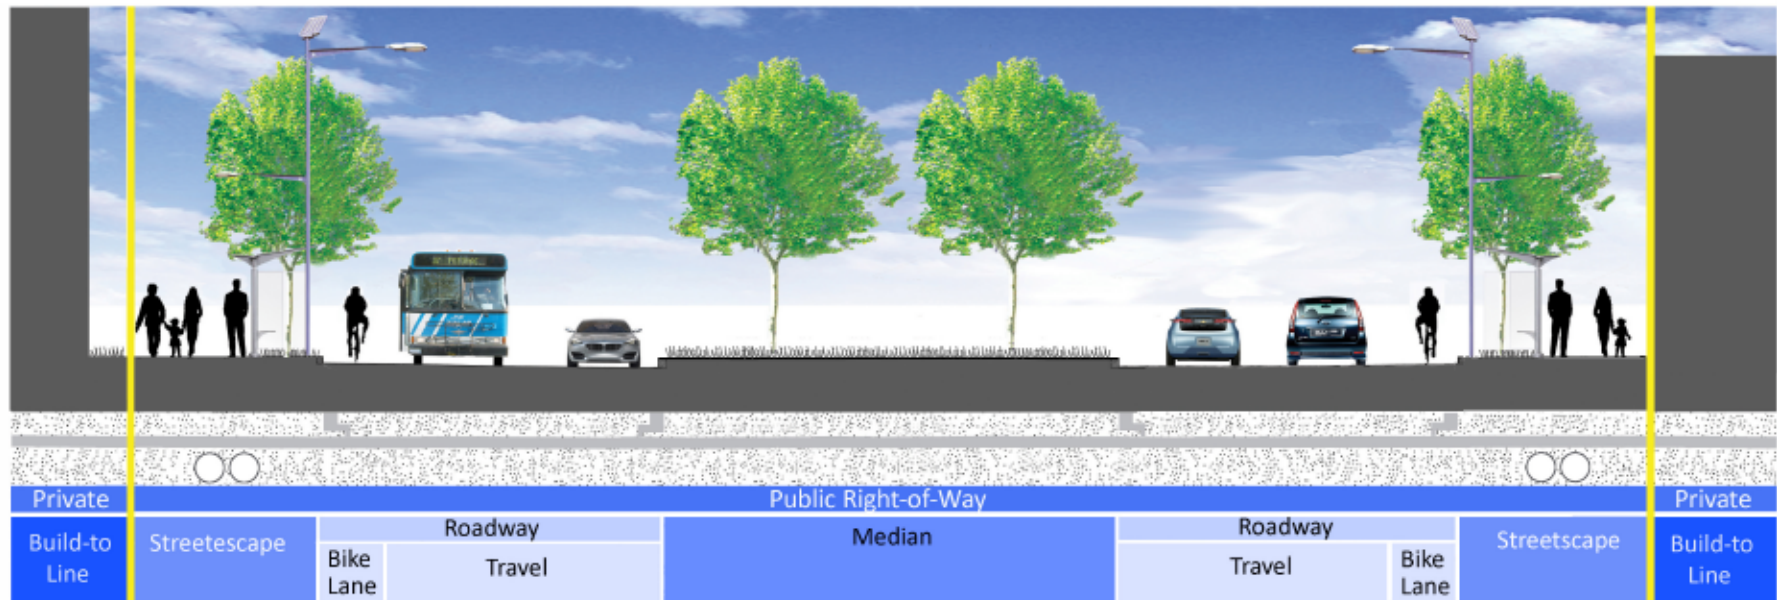 Private
Public Right-of-Way
Private
Build-to
Line
Streetescape
Roadway
Bike
Lane
Travel
Median
Roadway
Travel
Bike
Lane
Streetscape
Build-to
Line